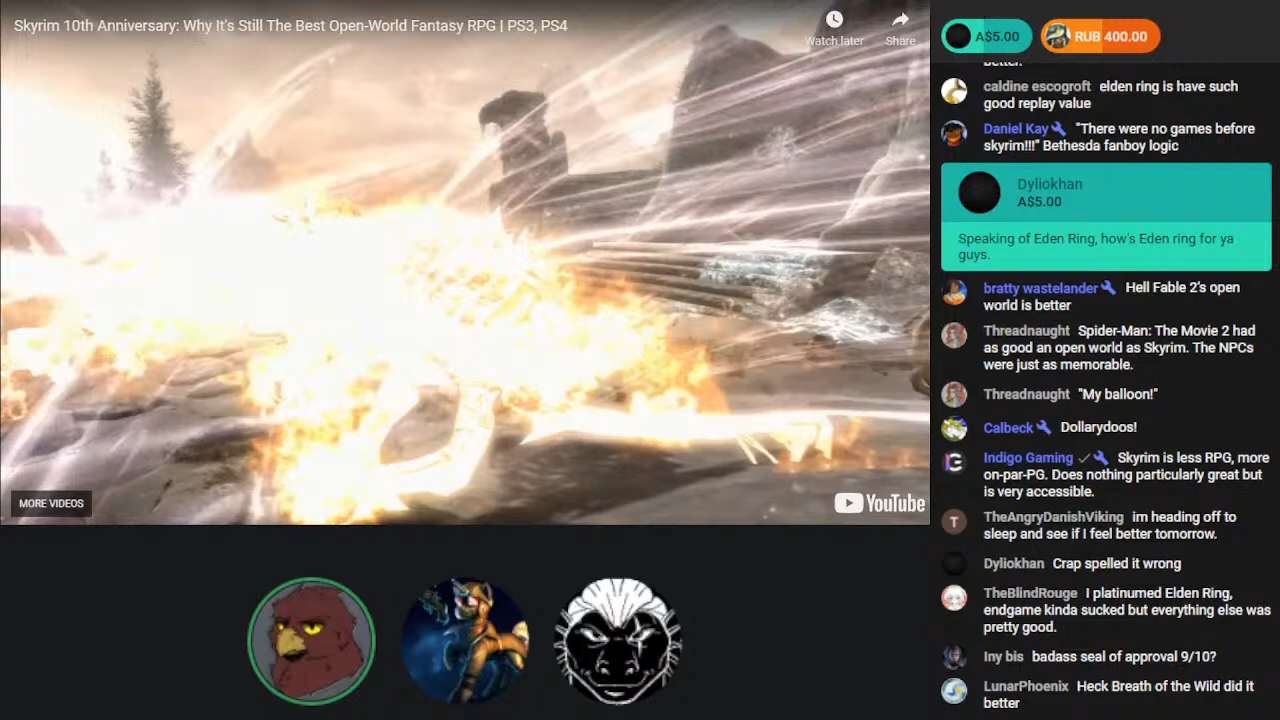 Skyrim 10th Anniversary: Why It's Still The Best Open-World Fantasy RPG | PS3, PS4
Watch later
Share
MORE VIDEOS
YouTube
A$5.00
RUB 400.00
better.
caldine escogroft elden ring is have such
good replay value
Daniel Kay "There were no games before
skyrim!!!" Bethesda fanboy logic
Dyliokhan
A$5.00
Speaking of Eden Ring, how's Eden ring for ya
guys.
bratty wastelander Hell Fable 2's open
world is better
Threadnaught Spider-Man: The Movie 2 had
as good an open world as Skyrim. The NPCs
were just as memorable.
Threadnaught "My balloon!"
Calbeck Dollarydoos!
Indigo Gaming Skyrim is less RPG, more
on-par-PG. Does nothing particularly great but
is very accessible.
T
TheAngryDanishViking im heading off to
sleep and see if I feel better tomorrow.
Dyliokhan Crap spelled it wrong
TheBlindRouge I platinumed Elden Ring,
endgame kinda sucked but everything else was
pretty good.
Iny bis badass seal of approval 9/10?
LunarPhoenix Heck Breath of the Wild did it
better